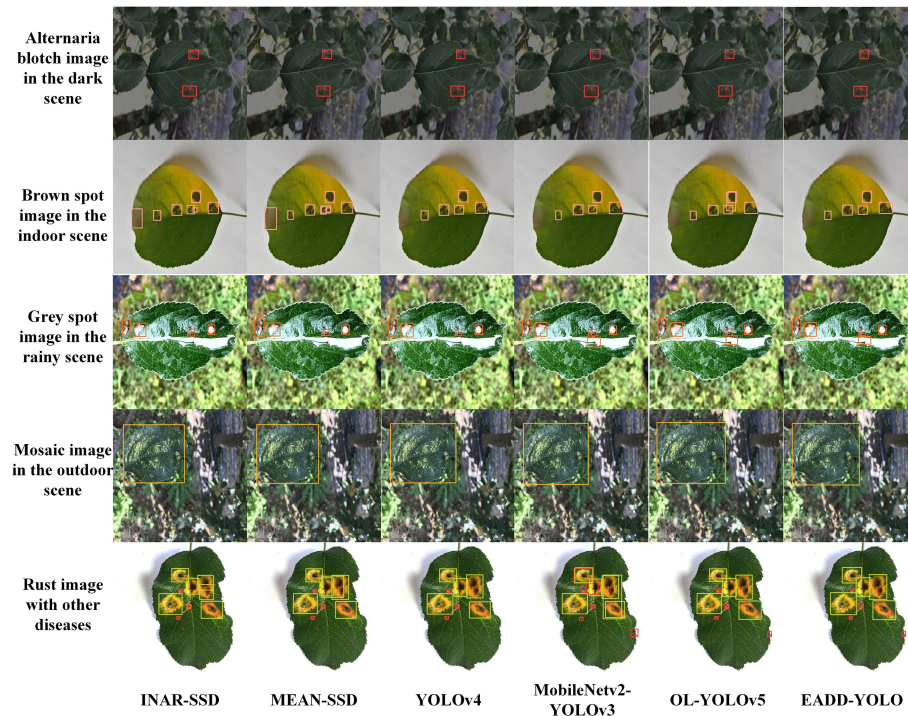 Alternaria
blotch image
in the dark
scene
Brown spot
image in the
indoor scene
Grey spot
image in the
rainy scene
Mosaic image
in the outdoor
scene
Rust image
with other
diseases
INAR-SSD
MEAN-SSD
YOLOv4
MobileNetv2-
YOLOv3
OL-YOLOv5
EADD-YOLO